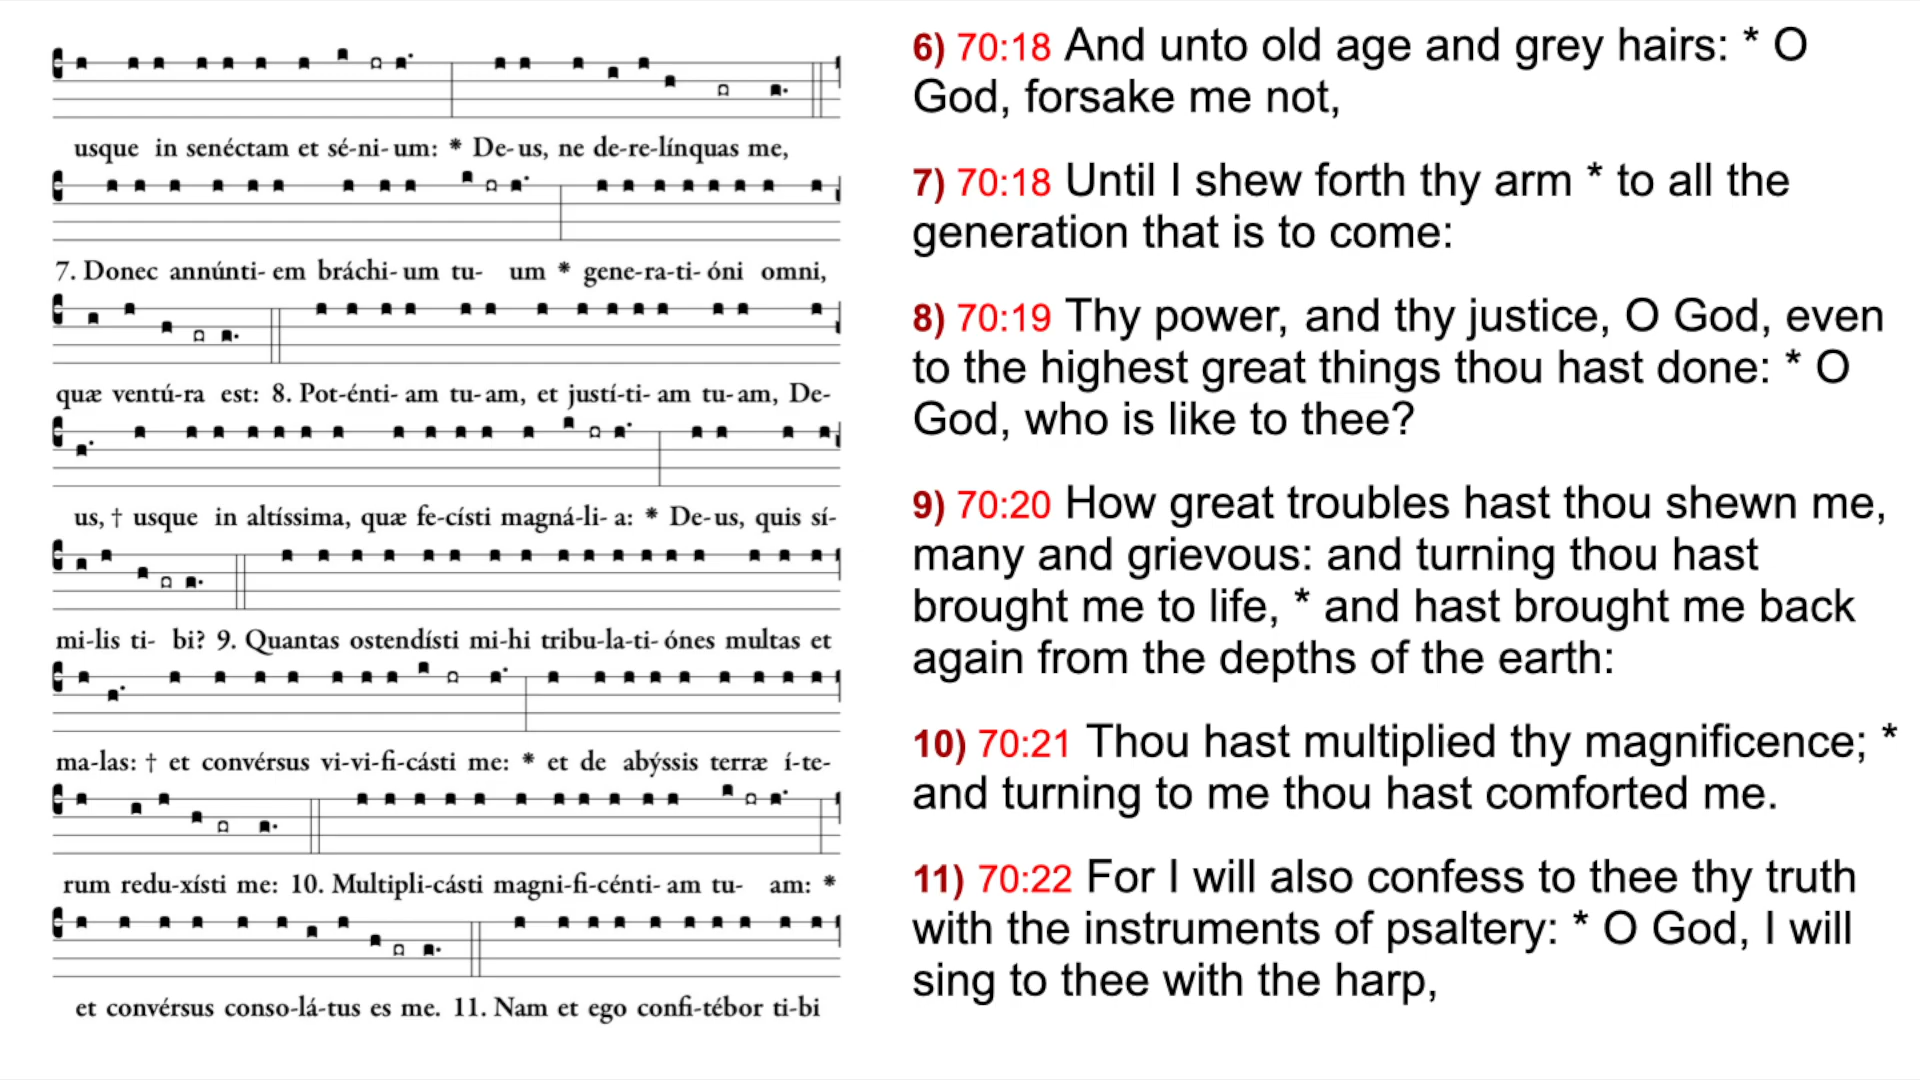 usque in senéctam et sé-ni-um: * De-us, ne de-re-línquas me,
7. Donec annúnti-em bráchi-um tu- um * gene-ra-ti-óni omni,
quæ ventú-ra est: 8. Pot-énti-am tu-am, et justí-ti-am tu-am, De-
us, † usque in altíssima, quæ fe-císti magná-li-a: * De-us, quis sí-
mi-lis ti- bi? 9. Quantas ostendísti mi-hi tribu-la-ti-ónes multas et
ma-las: † et convérsus vi-vi-fi-cásti me: * et de abýssis terræ í-te-
rum redu-xísti me: 10. Multipli-cásti magni-fi-cénti-am tu- am: *
et convérsus conso-lá-tus es me. 11. Nam et ego confi-tébor ti-bi
6) 70:18 And unto old age and grey hairs: * O
God, forsake me not,
7) 70:18 Until I shew forth thy arm * to all the
generation that is to come:
8) 70:19 Thy power, and thy justice, O God, even
to the highest great things thou hast done: * O
God, who is like to thee?
9) 70:20 How great troubles hast thou shewn me,
many and grievous: and turning thou hast
brought me to life, * and hast brought me back
again from the depths of the earth:
10) 70:21 Thou hast multiplied thy magnificence; *
and turning to me thou hast comforted me.
11) 70:22 For I will also confess to thee thy truth
with the instruments of psaltery: * O God, I will
sing to thee with the harp,